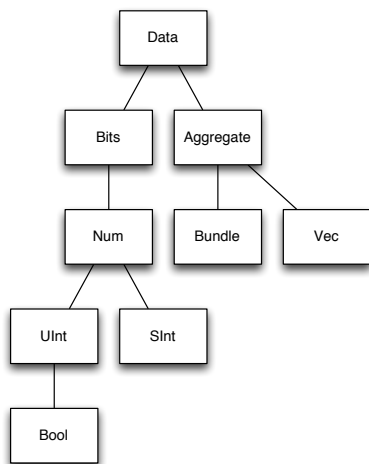 Data
Bits
Aggregate
Num
Bundle
Vec
UInt
SInt
Bool